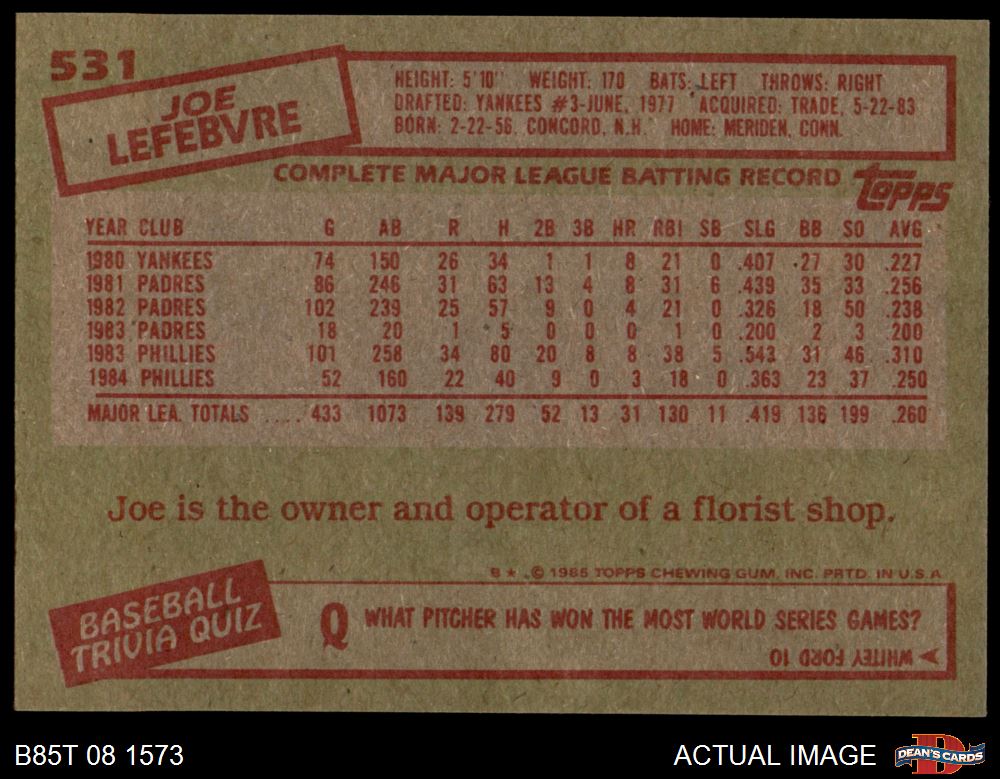 531
JOE
LEFEBVRE
HEIGHT: 5'10" WEIGHT: 170 BATS: LEFT THROWS: RIGHT
DRAFTED: YANKEES #3-JUNE, 1977 ACQUIRED: TRADE, 5-22-83
BORN: 2-22-56, CONCORD, N.H. HOME: MERIDEN, CONN.
COMPLETE MAJOR LEAGUE BATTING RECORD topps
YEAR CLUB G AB R H 2B 3B HR RBI SB SLG BB SO AVG
1980 YANKEES 74 150 26 34 1 1 8 21 0 .407 27 30 .227
1981 PADRES 86 246 31 63 13 4 8 31 6 .439 35 33 .256
1982 PADRES 102 239 25 57 9 0 4 21 0 .326 18 50 .238
1983 PADRES 18 20 1 5 0 0 0 1 0 .200 2 3 .200
1983 PHILLIES 101 258 34 80 20 8 8 38 5 .543 31 46 .310
1984 PHILLIES 52 160 22 40 9 0 3 18 0 .363 23 37 .250
MAJOR LEA. TOTALS .... 433 1073 139 279 52 13 31 130 11 .419 136 199 .260
Joe is the owner and operator of a florist shop.
B * © 1985 TOPPS CHEWING GUM, INC. PRTD. IN U.S.A.
BASEBALL
TRIVIA QUIZ
Q WHAT PITCHER HAS WON THE MOST WORLD SERIES GAMES?
WHITEY FORD 10
B85T 08 1573 ACTUAL IMAGE DEAN'S CARDS